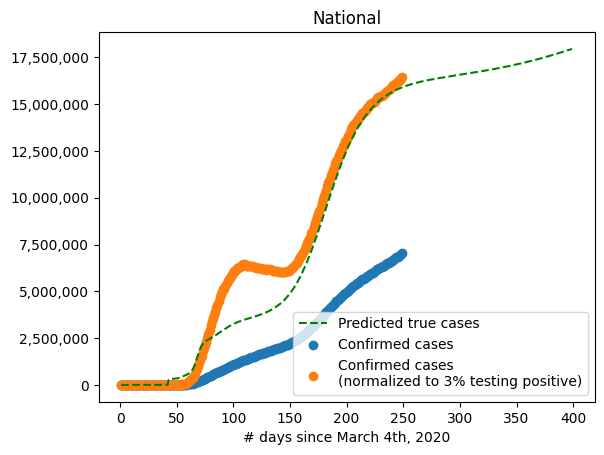 National
17,500,000
15,000,000
12,500,000
10,000,000
7,500,000
5,000,000
2,500,000
0
Predicted true cases
Confirmed cases
Confirmed cases
(normalized to 3% testing positive)
0 50 100 150 200 250 300 350 400
# days since March 4th, 2020